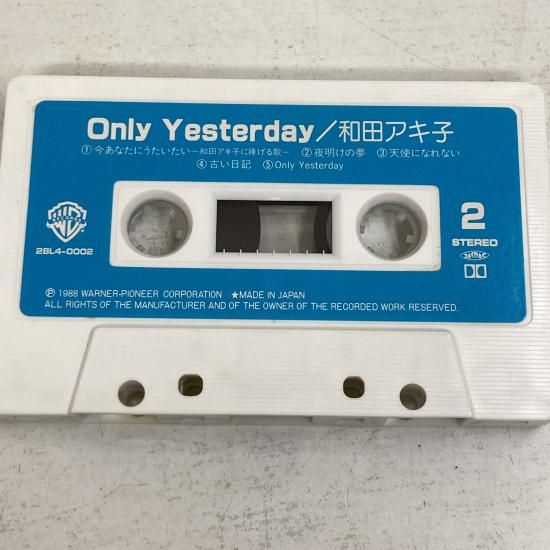 Only Yesterday／和田アキ子
①今あなたにうたいたい－和田アキ子に捧げる歌－ ②夜明けの夢 ③天使になれない
④古い日記 ⑤Only Yesterday
28L4-0002
2
STEREO
Ⓟ1988 WARNER-PIONEER CORPORATION ★MADE IN JAPAN
ALL RIGHTS OF THE MANUFACTURER AND OF THE OWNER OF THE RECORDED WORK RESERVED.